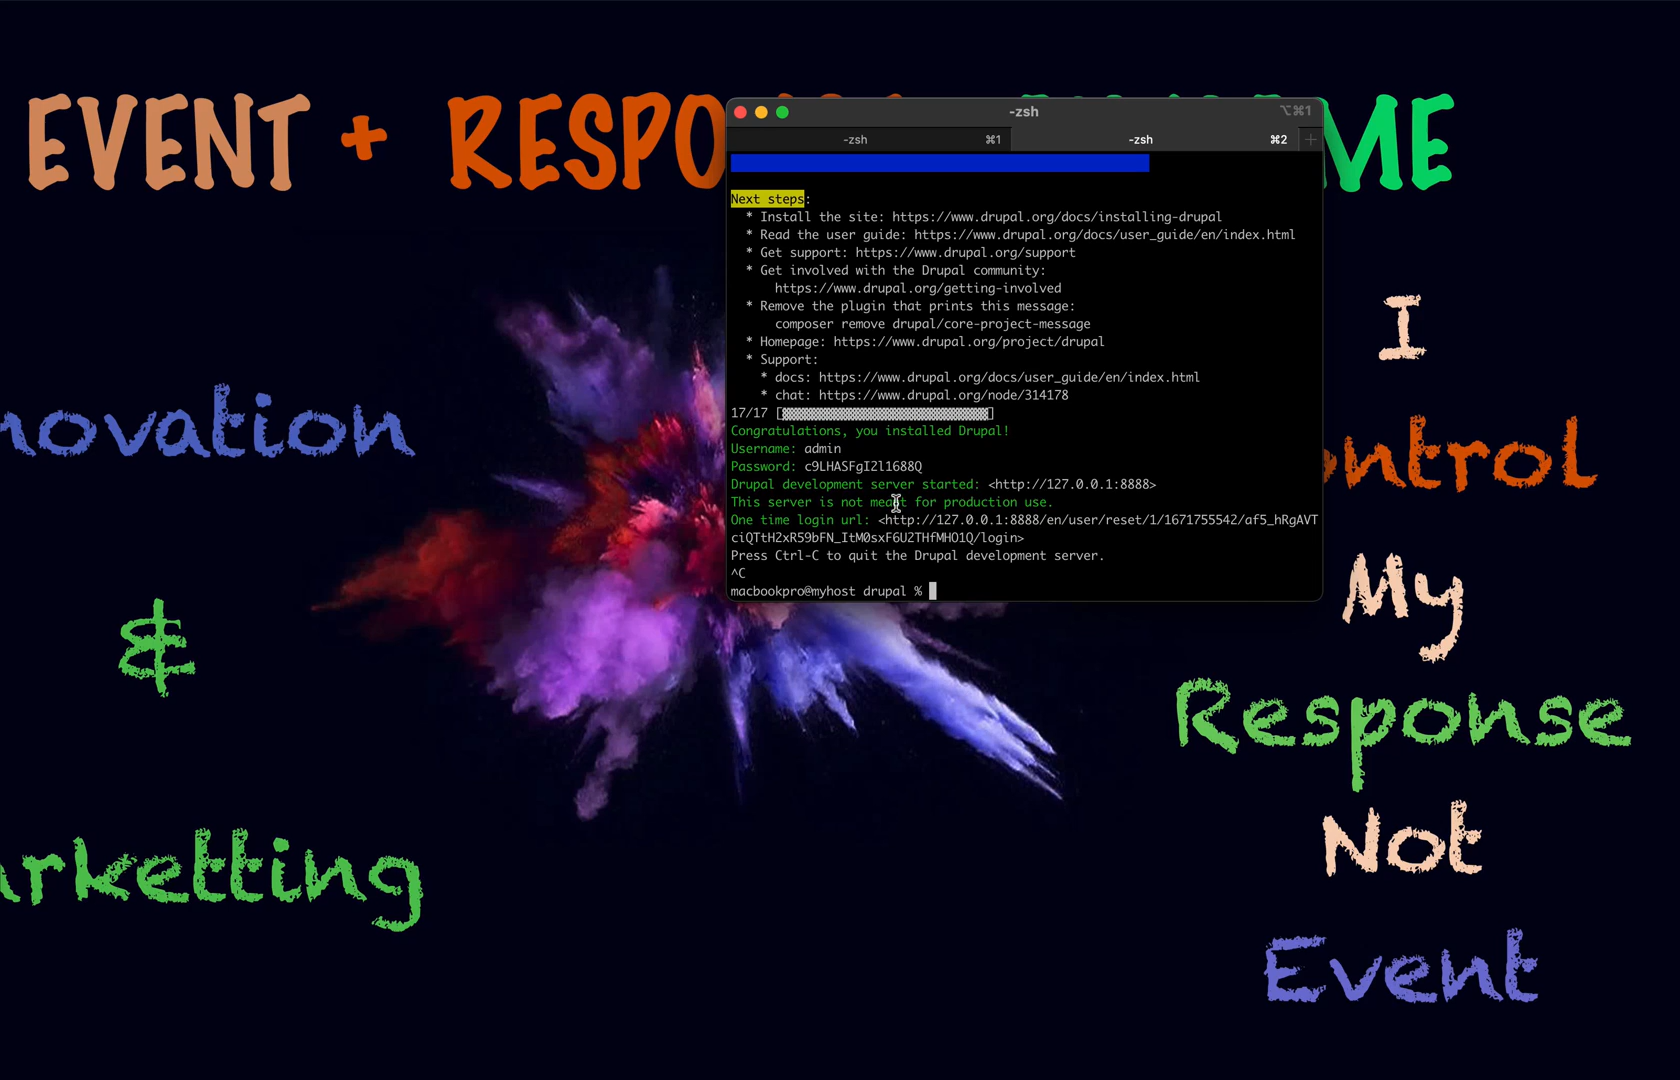 EVENT + RESPO
ME
-zsh
⌥⌘1
-zsh ⌘1
-zsh ⌘2 +
Next steps:
* Install the site: https://www.drupal.org/docs/installing-drupal
* Read the user guide: https://www.drupal.org/docs/user_guide/en/index.html
* Get support: https://www.drupal.org/support
* Get involved with the Drupal community:
https://www.drupal.org/getting-involved
* Remove the plugin that prints this message:
composer remove drupal/core-project-message
* Homepage: https://www.drupal.org/project/drupal
* Support:
* docs: https://www.drupal.org/docs/user_guide/en/index.html
* chat: https://www.drupal.org/node/314178
17/17 [▓▓▓▓▓▓▓▓▓▓▓▓▓▓▓▓▓▓▓▓▓▓▓▓▓▓▓▓]
Congratulations, you installed Drupal!
Username: admin
Password: c9LHASFgI2l1688Q
Drupal development server started: <http://127.0.0.1:8888>
This server is not meant for production use.
One time login url: <http://127.0.0.1:8888/en/user/reset/1/1671755542/af5_hRgAVT
ciQTtH2xR59bFN_ItM0sxF6U2THfMHO1Q/login>
Press Ctrl-C to quit the Drupal development server.
^C
macbookpro@myhost drupal %
novation
&
arketting
I
ontrol
My
Response
Not
Event